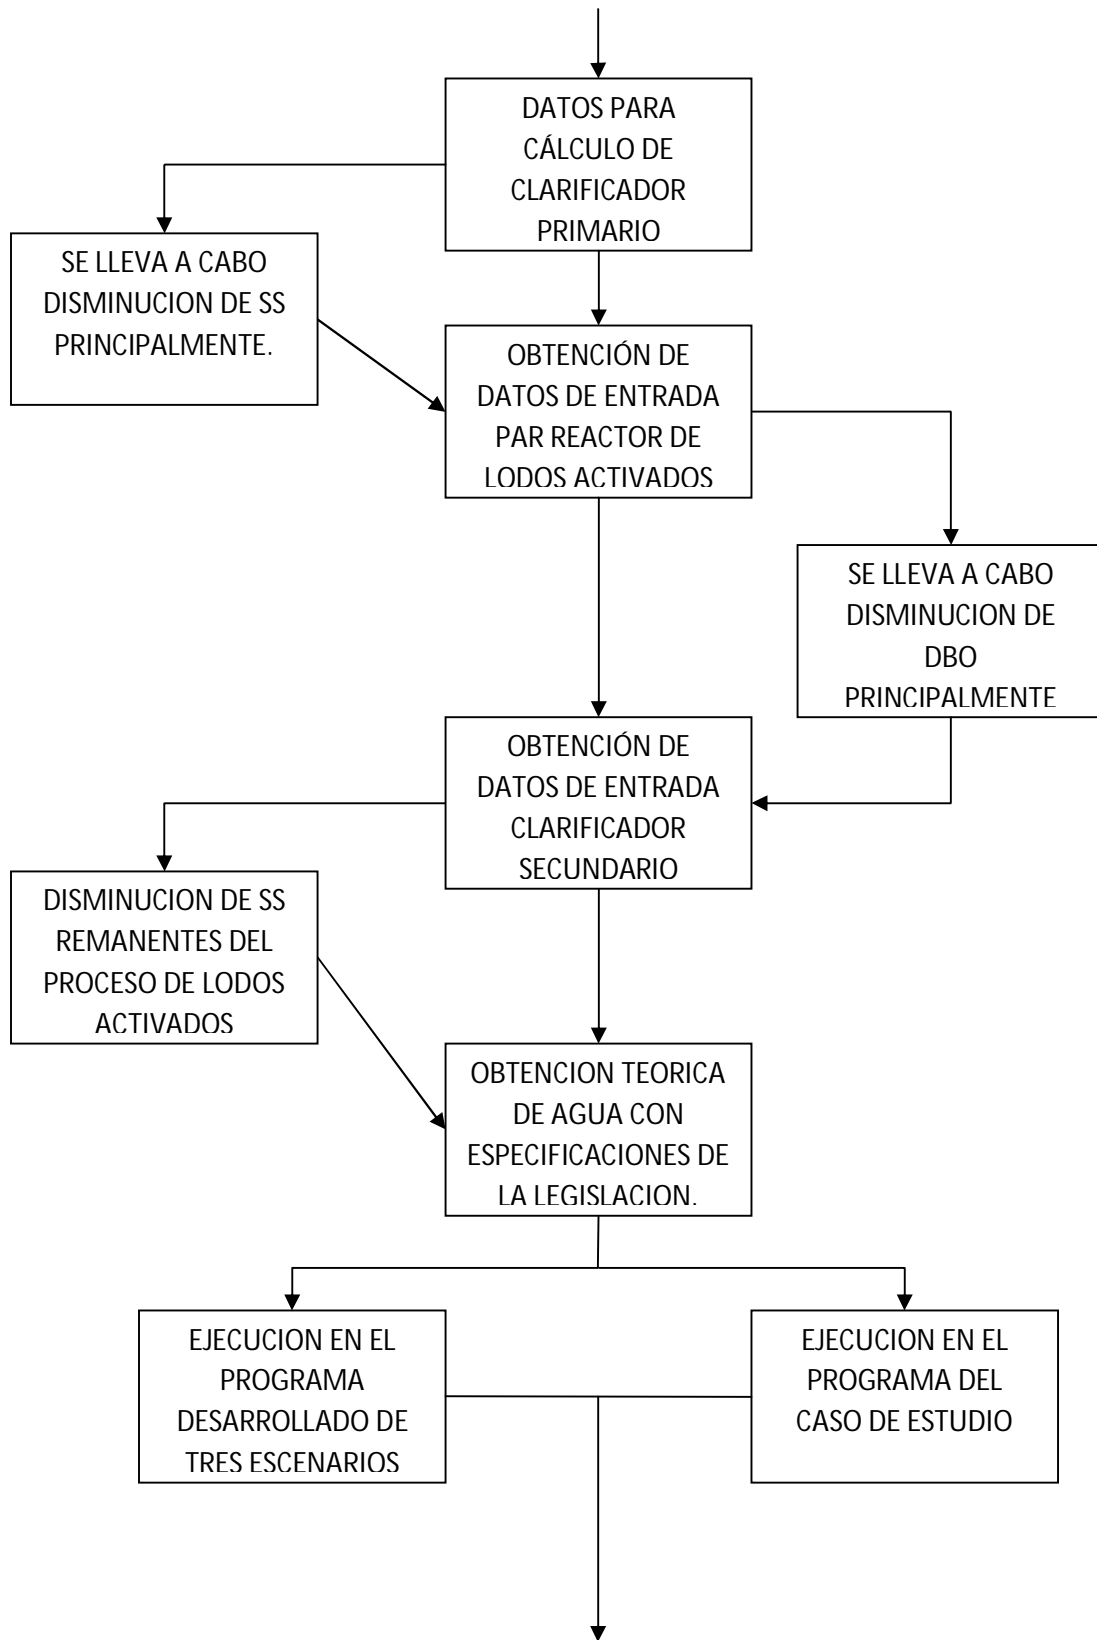 DATOS PARA
CÁLCULO DE
CLARIFICADOR
PRIMARIO
SE LLEVA A CABO
DISMINUCION DE SS
PRINCIPALMENTE.
OBTENCIÓN DE
DATOS DE ENTRADA
PAR REACTOR DE
LODOS ACTIVADOS
SE LLEVA A CABO
DISMINUCION DE
DBO
PRINCIPALMENTE
OBTENCIÓN DE
DATOS DE ENTRADA
CLARIFICADOR
SECUNDARIO
DISMINUCION DE SS
REMANENTES DEL
PROCESO DE LODOS
ACTIVADOS
OBTENCION TEORICA
DE AGUA CON
ESPECIFICACIONES DE
LA LEGISLACION.
EJECUCION EN EL
PROGRAMA
DESARROLLADO DE
TRES ESCENARIOS
EJECUCION EN EL
PROGRAMA DEL
CASO DE ESTUDIO